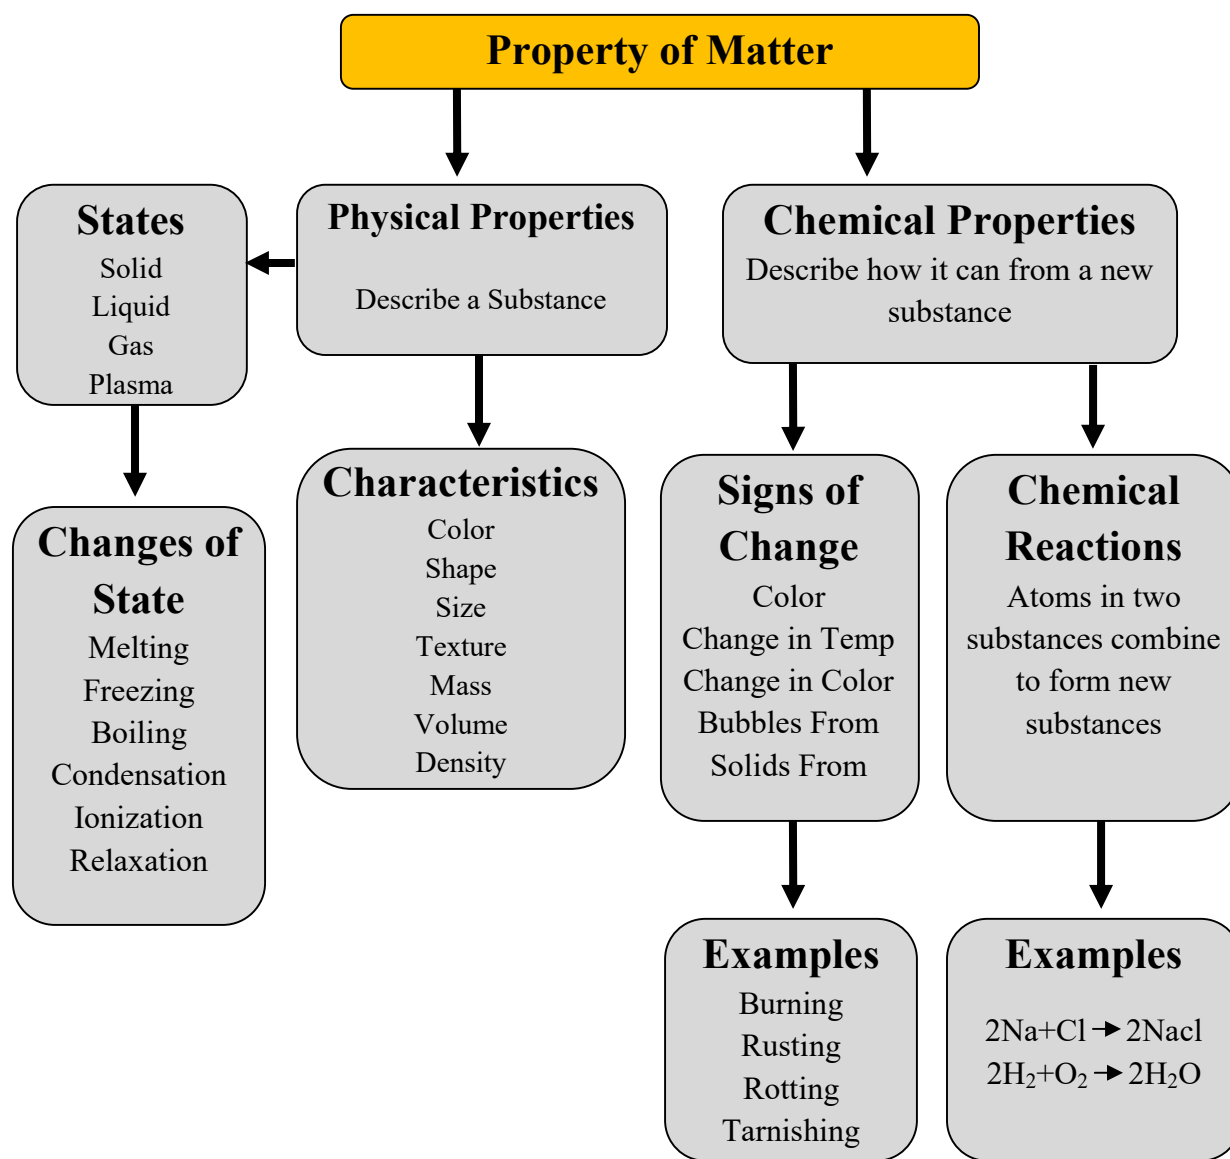 Property of Matter
States
Solid
Liquid
Gas
Plasma
Physical Properties
Describe a Substance
Chemical Properties
Describe how it can from a new
substance
Changes of
State
Melting
Freezing
Boiling
Condensation
Ionization
Relaxation
Characteristics
Color
Shape
Size
Texture
Mass
Volume
Density
Signs of
Change
Color
Change in Temp
Change in Color
Bubbles From
Solids From
Chemical
Reactions
Atoms in two
substances combine
to form new
substances
Examples
Burning
Rusting
Rotting
Tarnishing
Examples
2Na+Cl→2Nacl
2H₂+O₂→2H₂O